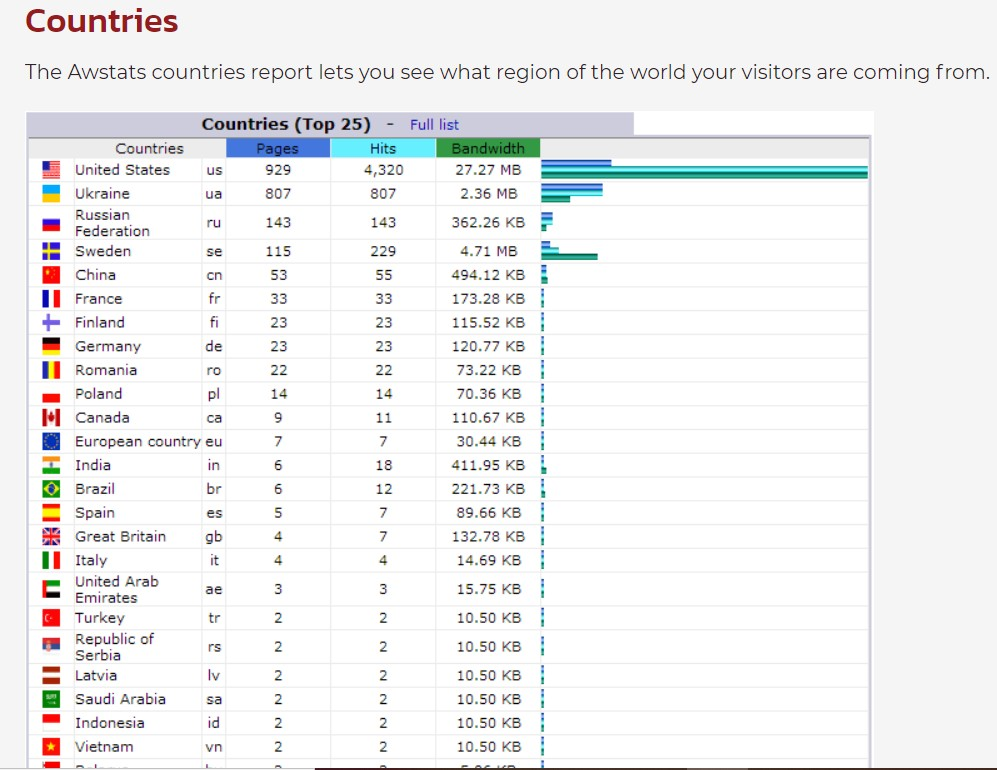 Countries
The Awstats countries report lets you see what region of the world your visitors are coming from.
Countries (Top 25) - Full list
Countries Pages Hits Bandwidth
United States us 929 4,320 27.27 MB
Ukraine ua 807 807 2.36 MB
Russian
Federation ru 143 143 362.26 KB
Sweden se 115 229 4.71 MB
China cn 53 55 494.12 KB
France fr 33 33 173.28 KB
Finland fi 23 23 115.52 KB
Germany de 23 23 120.77 KB
Romania ro 22 22 73.22 KB
Poland pl 14 14 70.36 KB
Canada ca 9 11 110.67 KB
European country eu 7 7 30.44 KB
India in 6 18 411.95 KB
Brazil br 6 12 221.73 KB
Spain es 5 7 89.66 KB
Great Britain gb 4 7 132.78 KB
Italy it 4 4 14.69 KB
United Arab
Emirates ae 3 3 15.75 KB
Turkey tr 2 2 10.50 KB
Republic of
Serbia rs 2 2 10.50 KB
Latvia lv 2 2 10.50 KB
Saudi Arabia sa 2 2 10.50 KB
Indonesia id 2 2 10.50 KB
Vietnam vn 2 2 10.50 KB